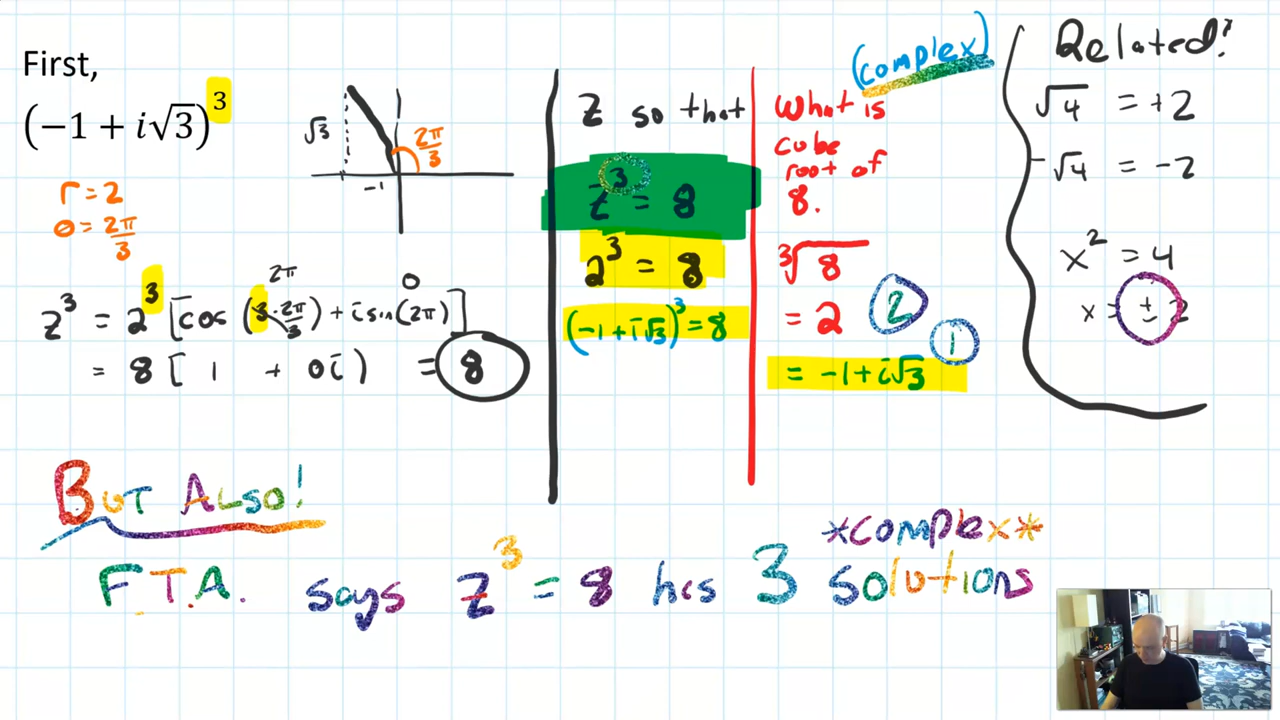 First,
(−1 + i√3)³
√3
−1
2π/3
r = 2
θ = 2π/3
2π
0
z³ = 2³ [cos (3·2π/3) + i sin(2π)]
= 8 [ 1 + 0i ) = 8
z so that
z³ = 8
2³ = 8
(−1 + i√3)³ = 8
(complex)
What is
cube
root of
8.
∛8
= 2 2
1
= −1 + i√3
Related?
√4 = +2
−√4 = −2
x² = 4
x = ± 2
But Also!
*complex*
F.T.A. says z³ = 8 has 3 solutions